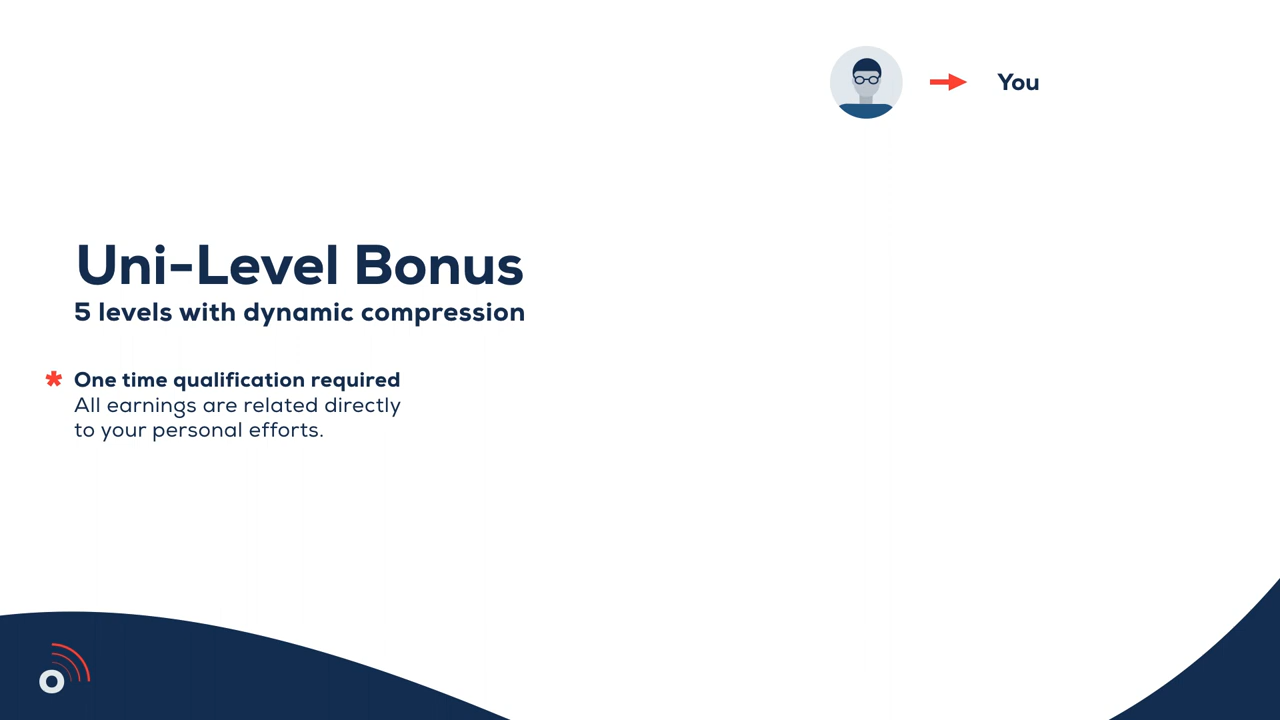 You
Uni-Level Bonus
5 levels with dynamic compression
* One time qualification required
All earnings are related directly
to your personal efforts.